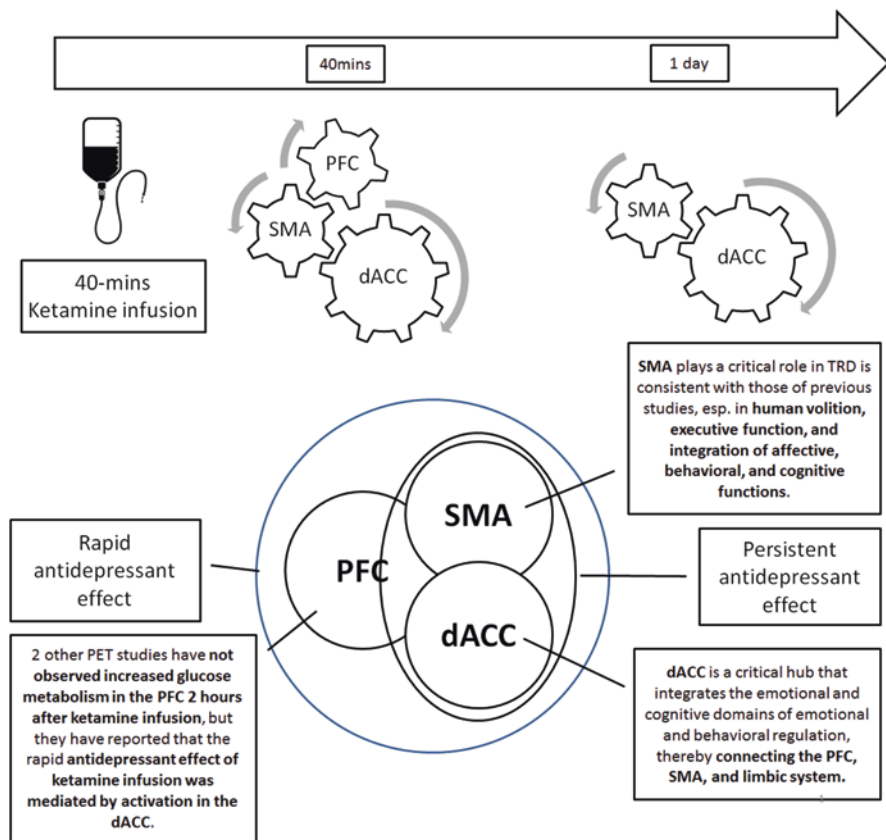 40mins
1 day
PFC
SMA
dACC
SMA
dACC
40-mins
Ketamine infusion
SMA plays a critical role in TRD is
consistent with those of previous
studies, esp. in human volition,
executive function, and
integration of affective,
behavioral, and cognitive
functions.
Rapid
antidepressant
effect
SMA
PFC
dACC
Persistent
antidepressant
effect
2 other PET studies have not
observed increased glucose
metabolism in the PFC 2 hours
after ketamine infusion, but
they have reported that the
rapid antidepressant effect of
ketamine infusion was
mediated by activation in the
dACC.
dACC is a critical hub that
integrates the emotional and
cognitive domains of emotional
and behavioral regulation,
thereby connecting the PFC,
SMA, and limbic system.